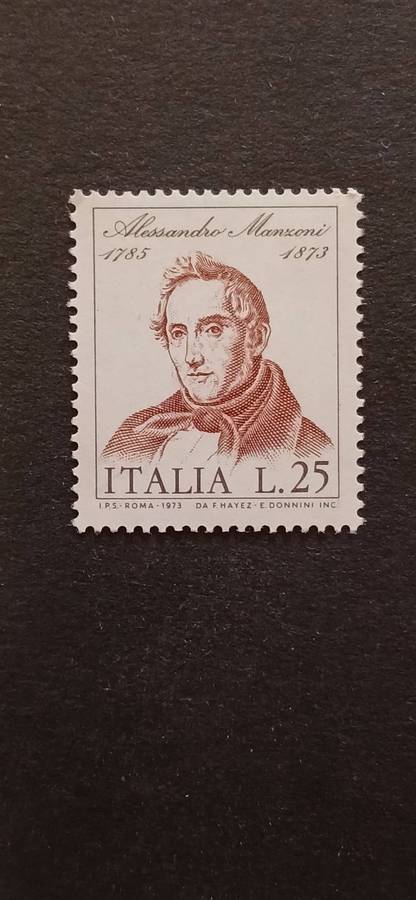 Alessandro Manzoni
1785 1873
ITALIA L.25
I.P.S.-ROMA-1973 DA F.HAYEZ-E.DONNINI INC.